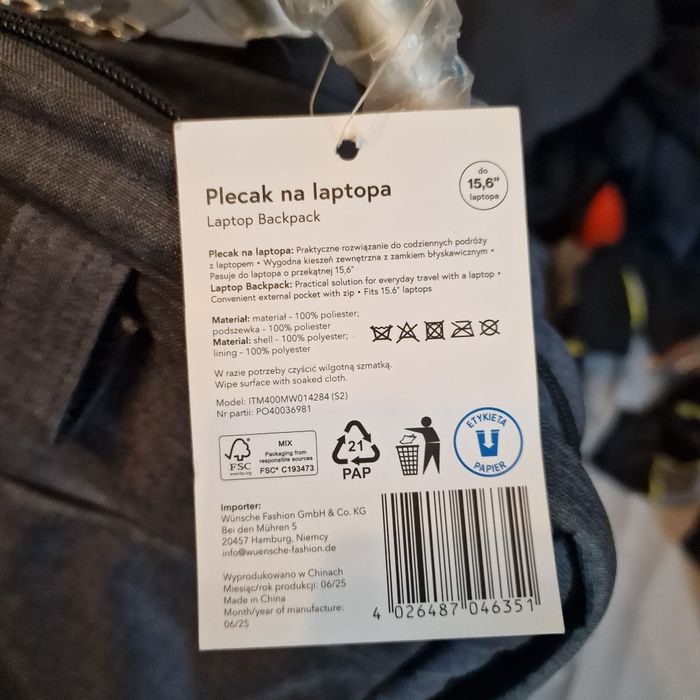 Plecak na laptopa
Laptop Backpack
do
15,6"
laptopa
Plecak na laptopa: Praktyczne rozwiązanie do codziennych podróży
z laptopem • Wygodna kieszeń zewnętrzna z zamkiem błyskawicznym •
Pasuje do laptopa o przekątnej 15,6"
Laptop Backpack: Practical solution for everyday travel with a laptop •
Convenient external pocket with zip • Fits 15.6" laptops
Materiał: materiał - 100% poliester;
podszewka - 100% poliester
Material: shell - 100% polyester;
lining - 100% polyester
W razie potrzeby czyścić wilgotną szmatką.
Wipe surface with soaked cloth.
Model: ITM400MW014284 (S2)
Nr partii: PO40036981
FSC
www.fsc.org
MIX
Packaging from
responsible sources
FSC® C193473
21
PAP
ETYKIETA
PAPIER
Importer:
Wünsche Fashion GmbH & Co. KG
Bei den Mühren 5
20457 Hamburg, Niemcy
info@wuensche-fashion.de
Wyprodukowano w Chinach
Miesiąc/rok produkcji: 06/25
Made in China
Month/year of manufacture:
06/25
4 026487 046351